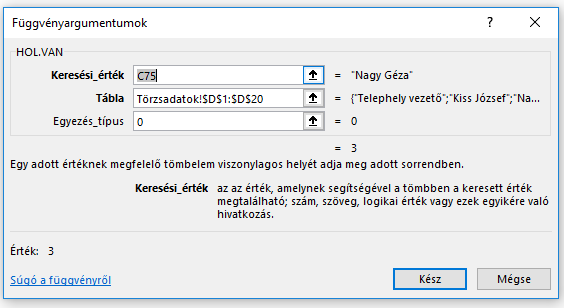 Függvényargumentumok ? ×
HOL.VAN
Keresési_érték C75 = "Nagy Géza"
Tábla Törzsadatok!$D$1:$D$20 = {"Telephely vezető";"Kiss József";"Na...
Egyezés_típus 0 = 0
= 3
Egy adott értéknek megfelelő tömbelem viszonylagos helyét adja meg adott sorrendben.
Keresési_érték az az érték, amelynek segítségével a tömbben a keresett érték
megtalálható; szám, szöveg, logikai érték vagy ezek egyikére való
hivatkozás.
Érték: 3
Súgó a függvényről Kész Mégse